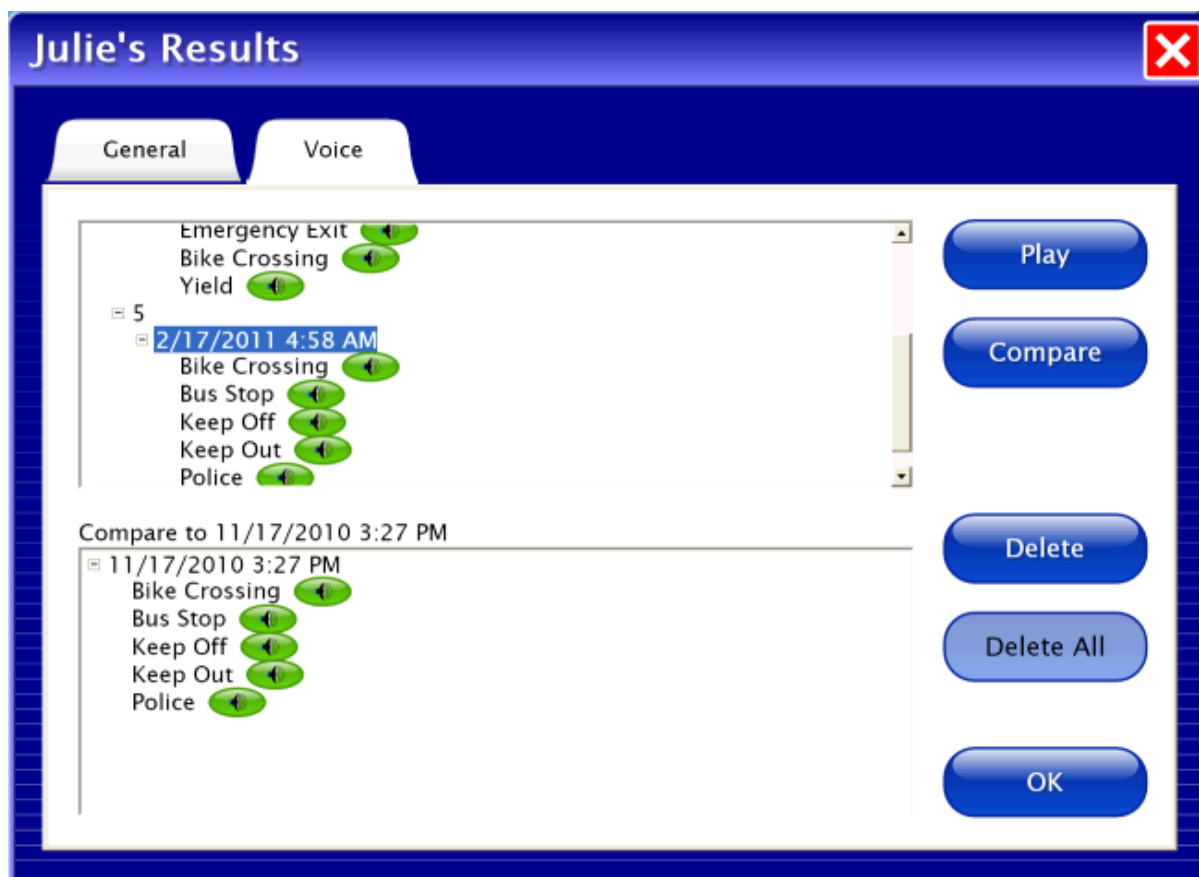 Julie's Results
General
Voice
Emergency Exit
Bike Crossing
Yield
5
2/17/2011 4:58 AM
Bike Crossing
Bus Stop
Keep Off
Keep Out
Police
Play
Compare
Compare to 11/17/2010 3:27 PM
11/17/2010 3:27 PM
Bike Crossing
Bus Stop
Keep Off
Keep Out
Police
Delete
Delete All
OK